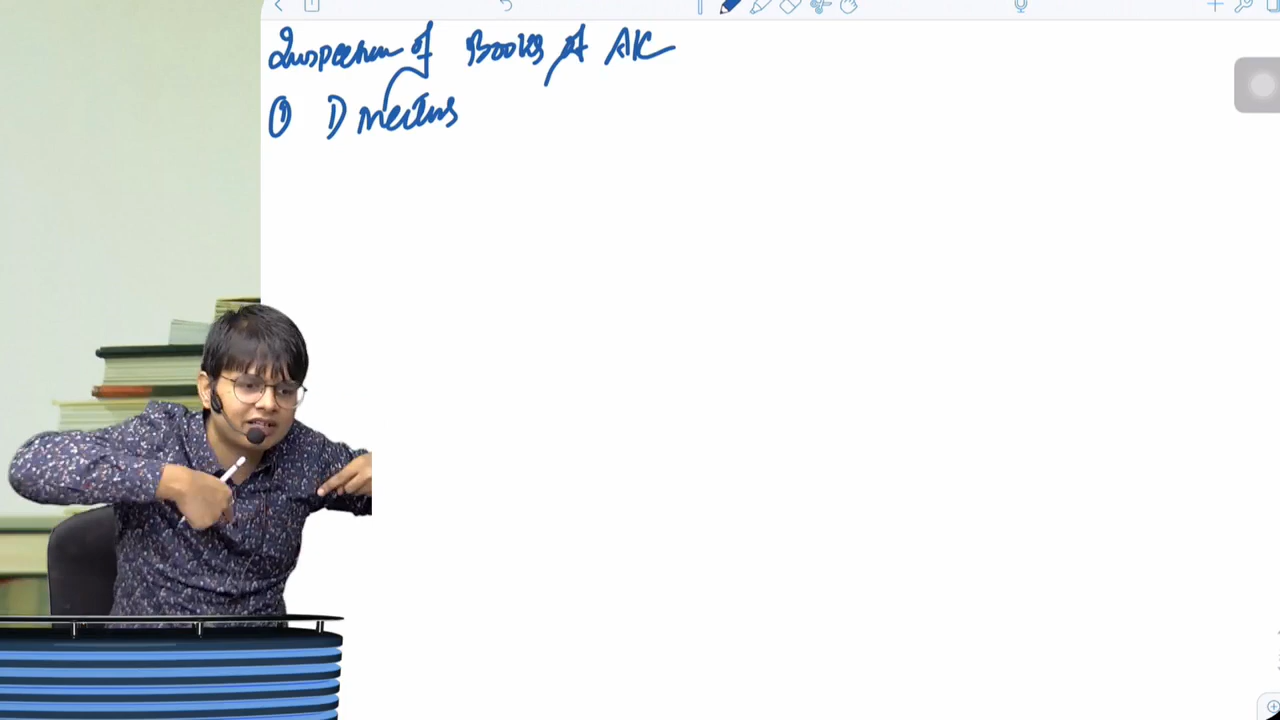 Inspection of Books of A/c
① Directors